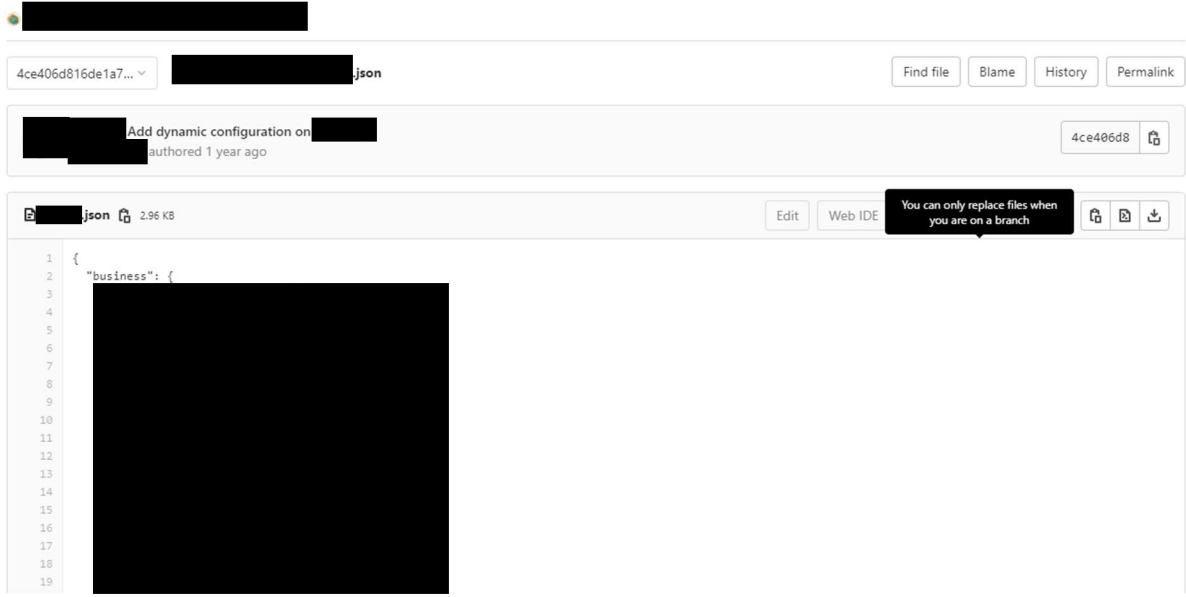 4ce406d816de1a7... .json Find file Blame History Permalink
Add dynamic configuration on
authored 1 year ago
4ce406d8
.json 2.96 KB Edit Web IDE
You can only replace files when
you are on a branch
1 {
2 "business": {
3
4
5
6
7
8
9
10
11
12
13
14
15
16
17
18
19